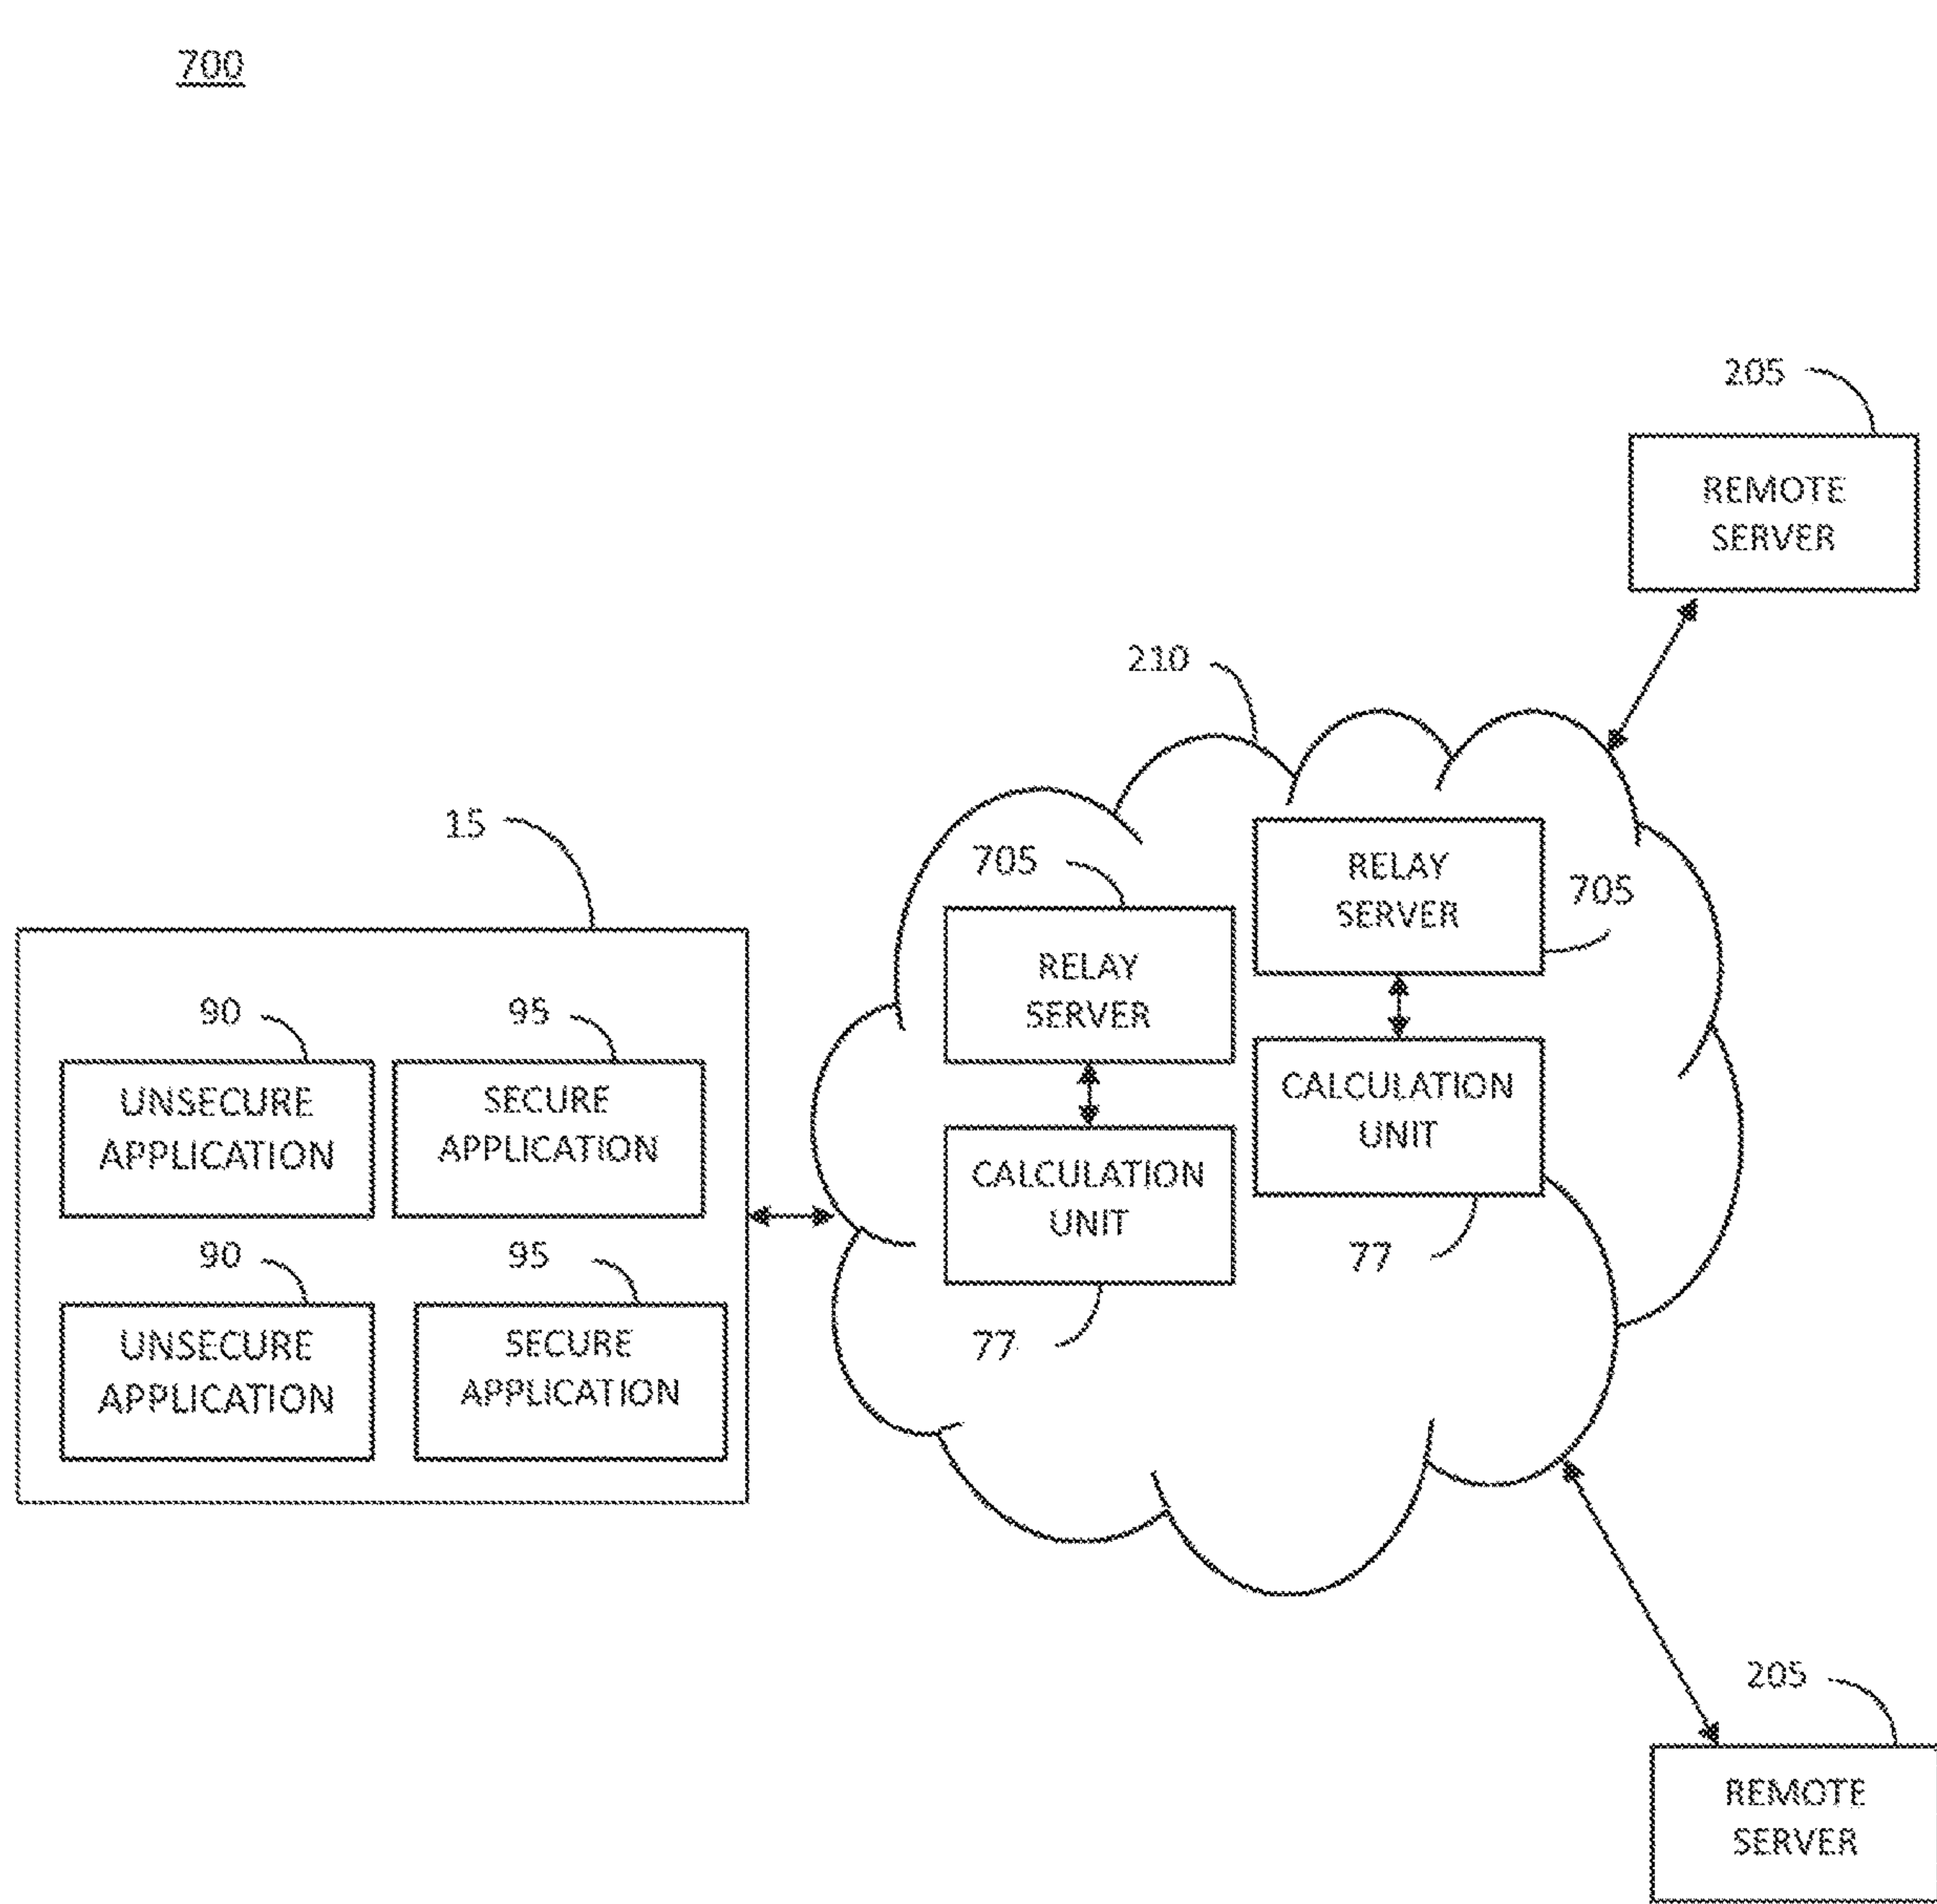 700
205
REMOTE
SERVER
210
15
705
RELAY
SERVER
705
RELAY
SERVER
90
95
UNSECURE
APPLICATION
SECURE
APPLICATION
CALCULATION
UNIT
CALCULATION
UNIT
77
77
90
95
UNSECURE
APPLICATION
SECURE
APPLICATION
205
REMOTE
SERVER